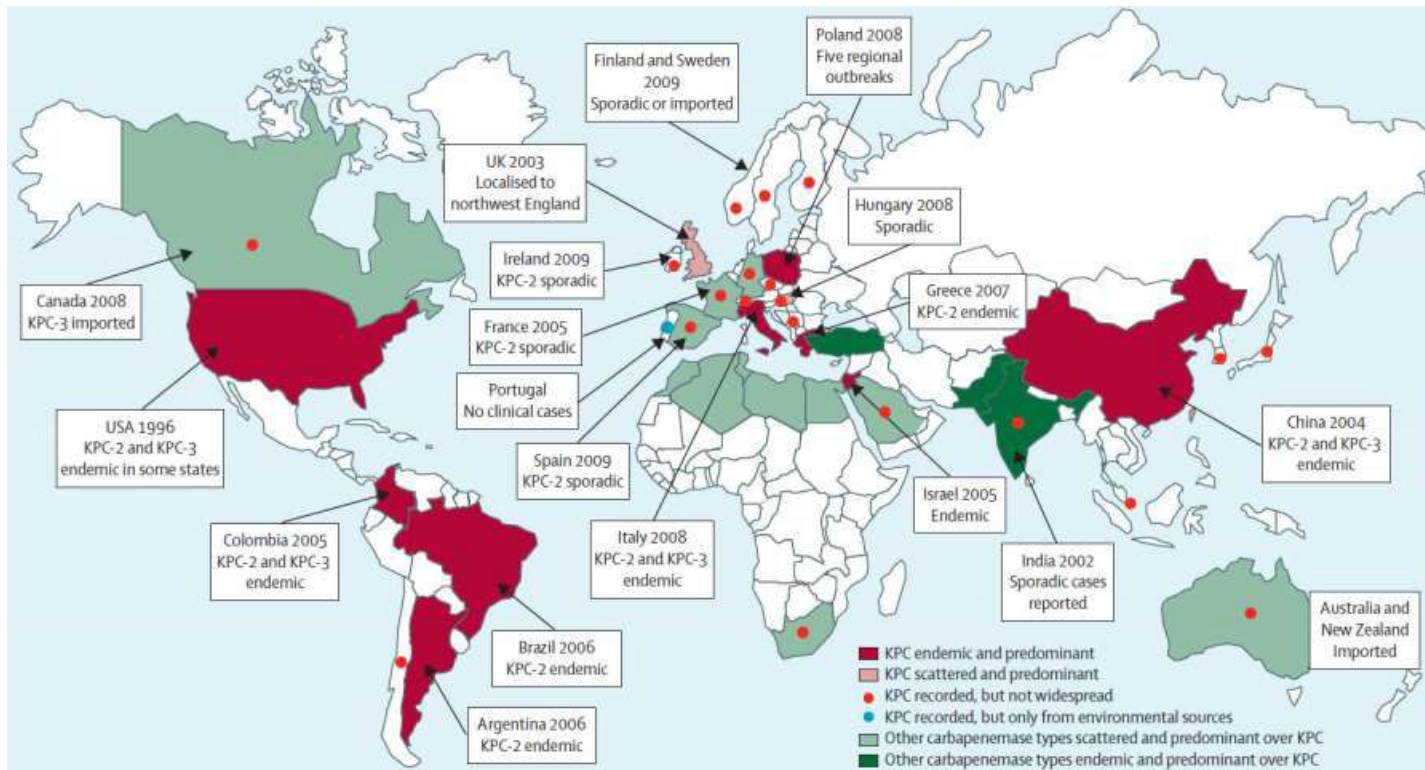 Poland 2008
Five regional
outbreaks
Finland and Sweden
2009
Sporadic or imported
UK 2003
Localised to
northwest England
Hungary 2008
Sporadic
Ireland 2009
KPC-2 sporadic
Canada 2008
KPC-3 imported
Greece 2007
KPC-2 endemic
France 2005
KPC-2 sporadic
Portugal
No clinical cases
USA 1996
KPC-2 and KPC-3
endemic in some states
China 2004
KPC-2 and KPC-3
endemic
Spain 2009
KPC-2 sporadic
Israel 2005
Endemic
Colombia 2005
KPC-2 and KPC-3
endemic
Italy 2008
KPC-2 and KPC-3
endemic
India 2002
Sporadic cases
reported
Australia and
New Zealand
Imported
Brazil 2006
KPC-2 endemic
Argentina 2006
KPC-2 endemic
KPC endemic and predominant
KPC scattered and predominant
KPC recorded, but not widespread
KPC recorded, but only from environmental sources
Other carbapenemase types scattered and predominant over KPC
Other carbapenemase types endemic and predominant over KPC